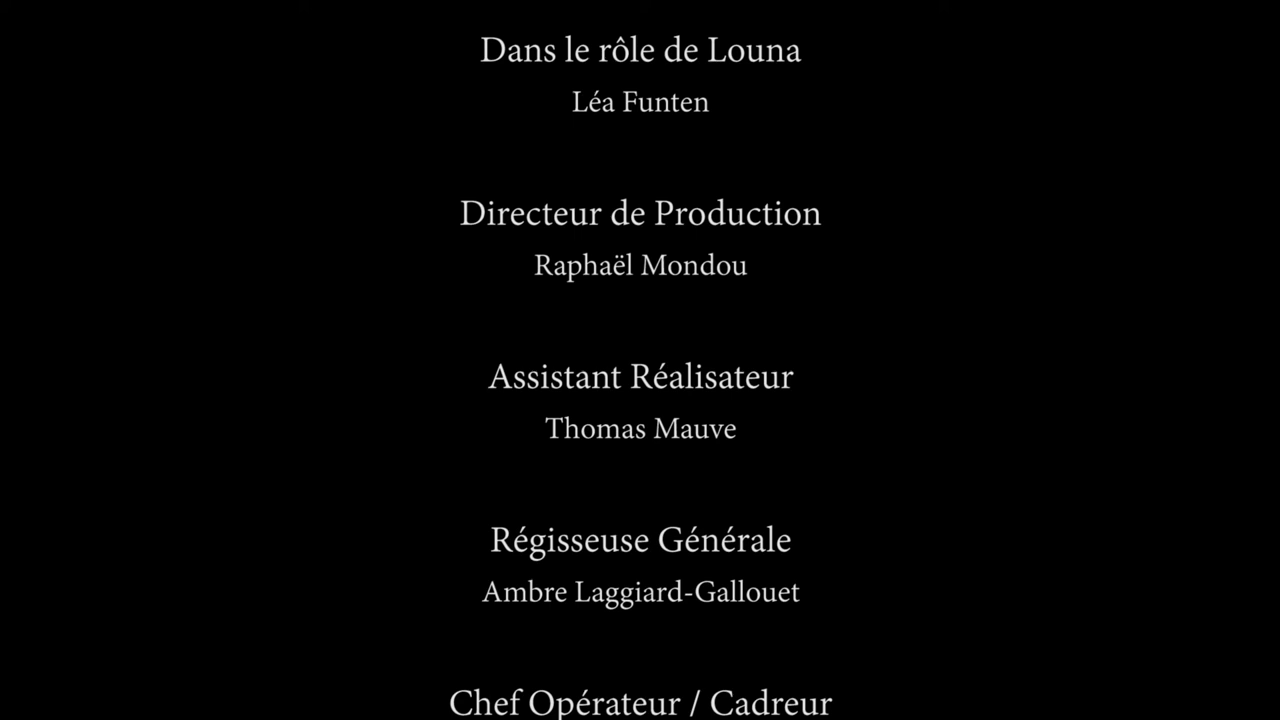 Dans le rôle de Louna
Léa Funten
Directeur de Production
Raphaël Mondou
Assistant Réalisateur
Thomas Mauve
Régisseuse Générale
Ambre Laggiard-Gallouet
Chef Opérateur / Cadreur